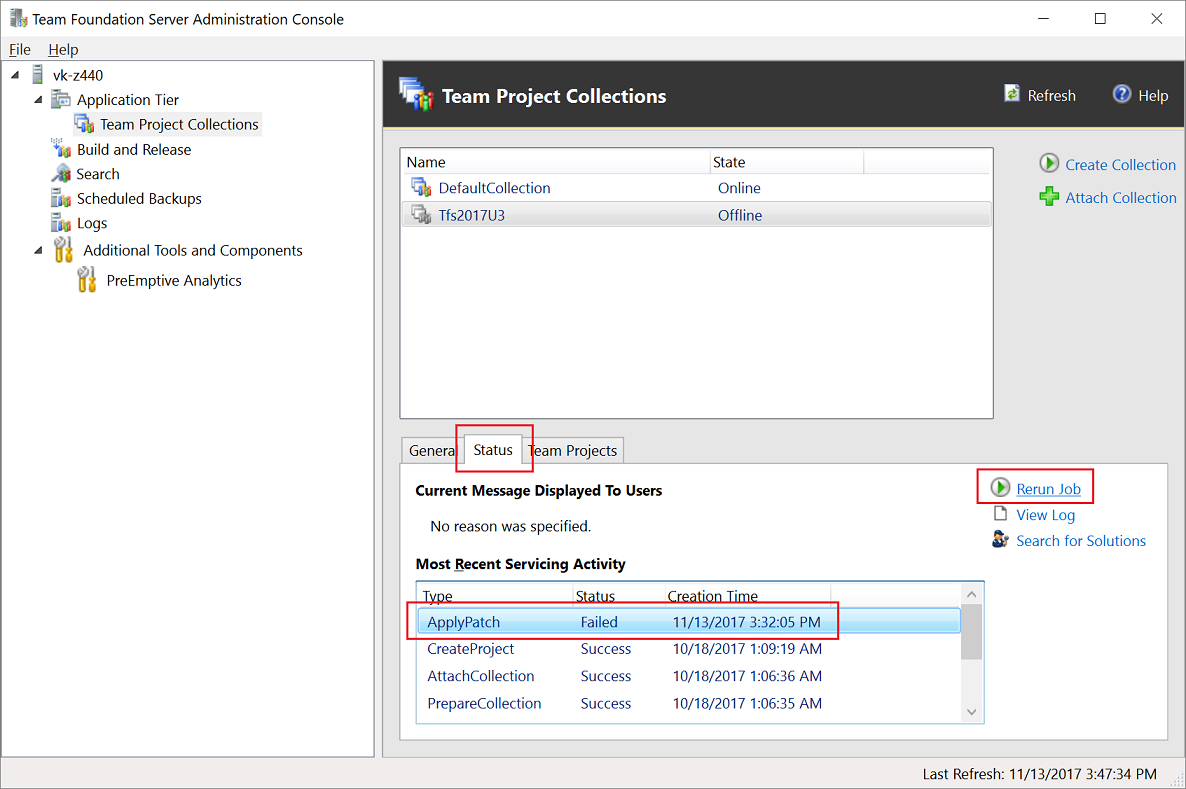 Team Foundation Server Administration Console
File Help
vk-z440
Application Tier
Team Project Collections
Build and Release
Search
Scheduled Backups
Logs
Additional Tools and Components
PreEmptive Analytics
Team Project Collections
Refresh Help
Name State
DefaultCollection Online
Tfs2017U3 Offline
Create Collection
Attach Collection
Genera Status Team Projects
Current Message Displayed To Users
No reason was specified.
Rerun Job
View Log
Search for Solutions
Most Recent Servicing Activity
Type Status Creation Time
ApplyPatch Failed 11/13/2017 3:32:05 PM
CreateProject Success 10/18/2017 1:09:19 AM
AttachCollection Success 10/18/2017 1:06:36 AM
PrepareCollection Success 10/18/2017 1:06:35 AM
Last Refresh: 11/13/2017 3:47:34 PM